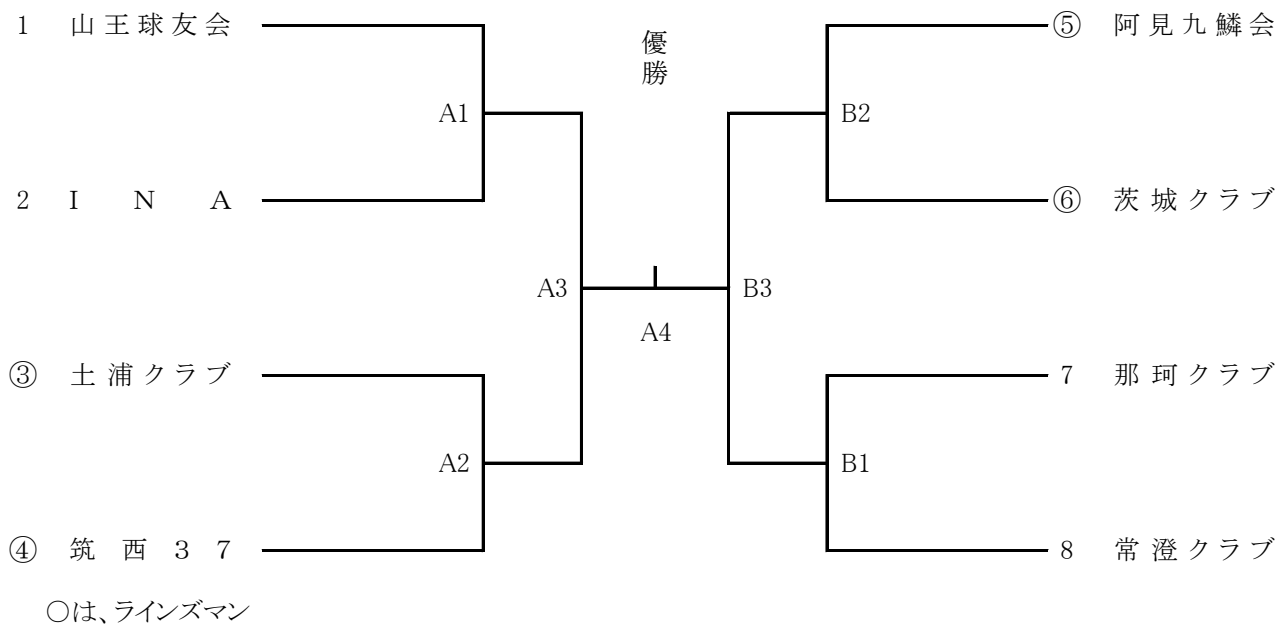 1 山王球友会
優勝
⑤ 阿見九鱗会
A1
B2
2 Ｉ Ｎ Ａ
⑥ 茨城クラブ
A3
B3
A4
③ 土浦クラブ
7 那珂クラブ
A2
B1
④ 筑西３７
8 常澄クラブ
○は、ラインズマン